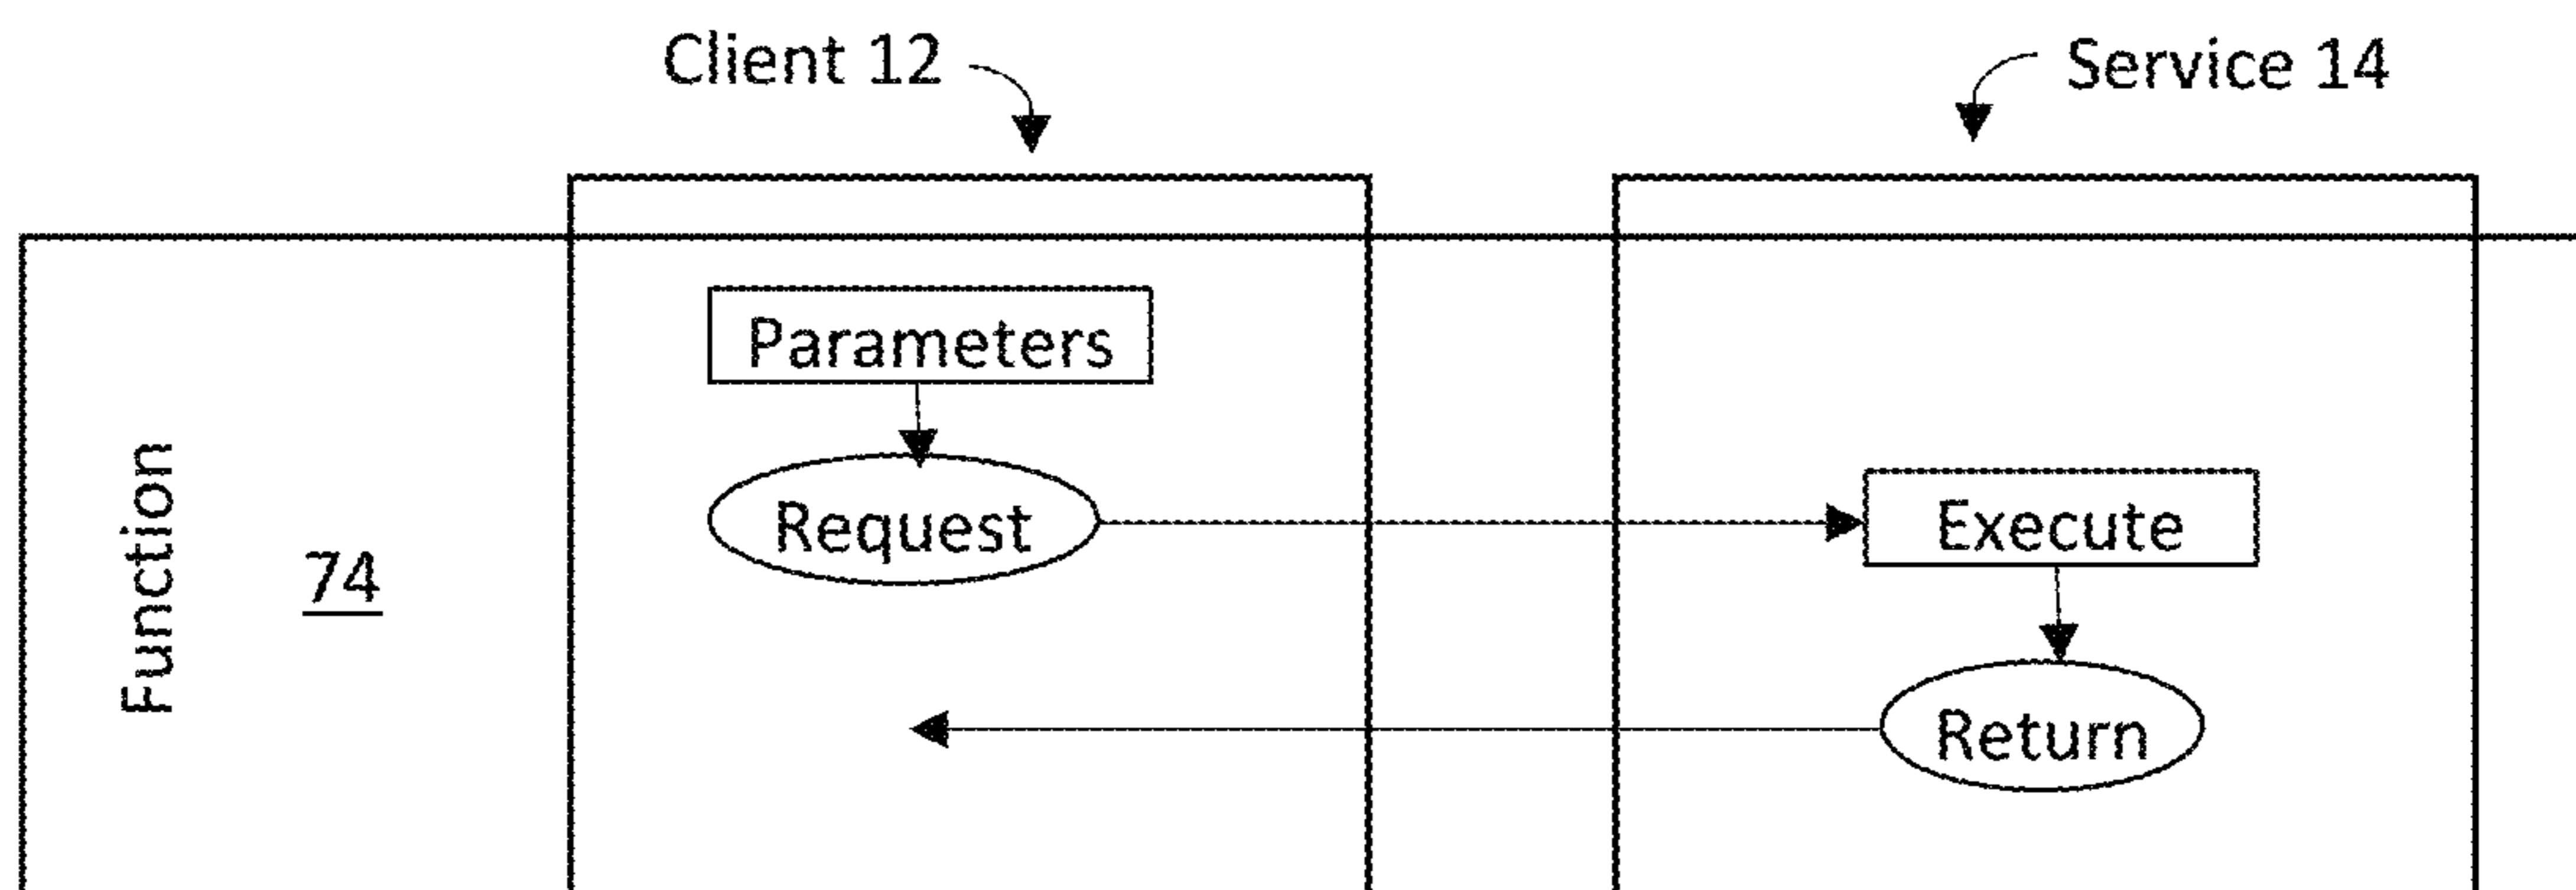 Client 12
Service 14
Parameters
Request
Execute
Function
74
Return